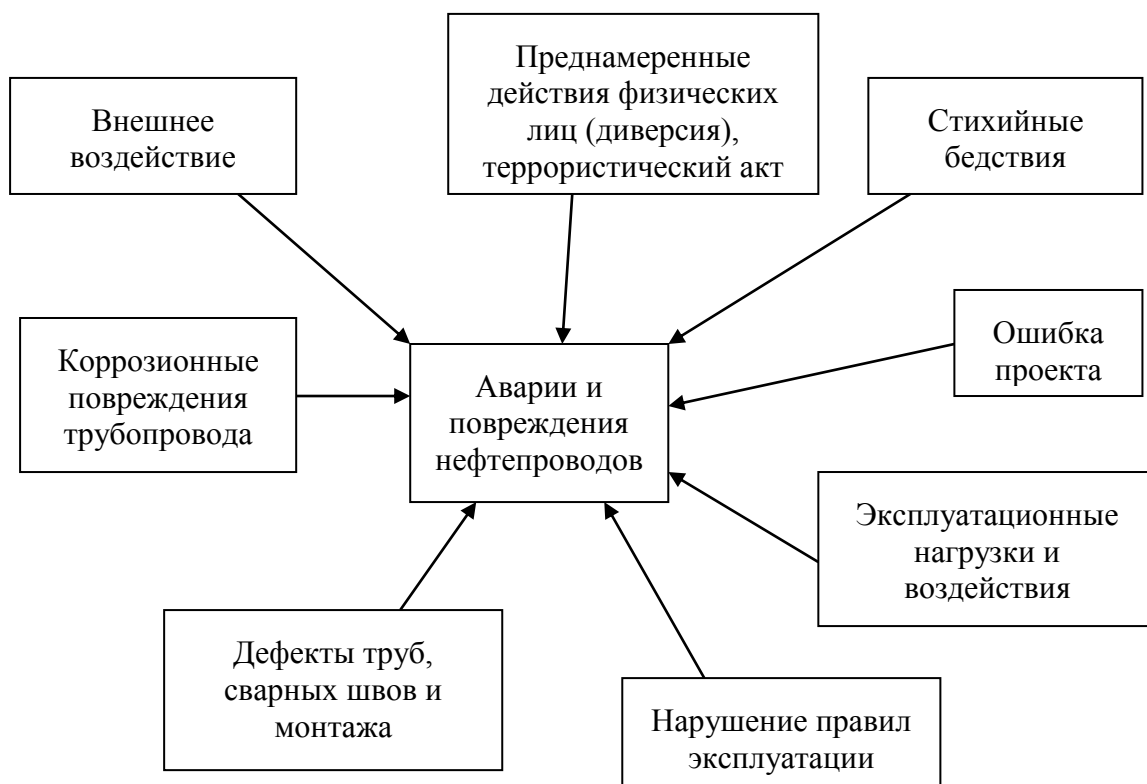 Преднамеренные
действия физических
лиц (диверсия),
террористический акт
Внешнее
воздействие
Стихийные
бедствия
Ошибка
проекта
Коррозионные
повреждения
трубопровода
Аварии и
повреждения
нефтепроводов
Эксплуатационные
нагрузки и
воздействия
Дефекты труб,
сварных швов и
монтажа
Нарушение правил
эксплуатации